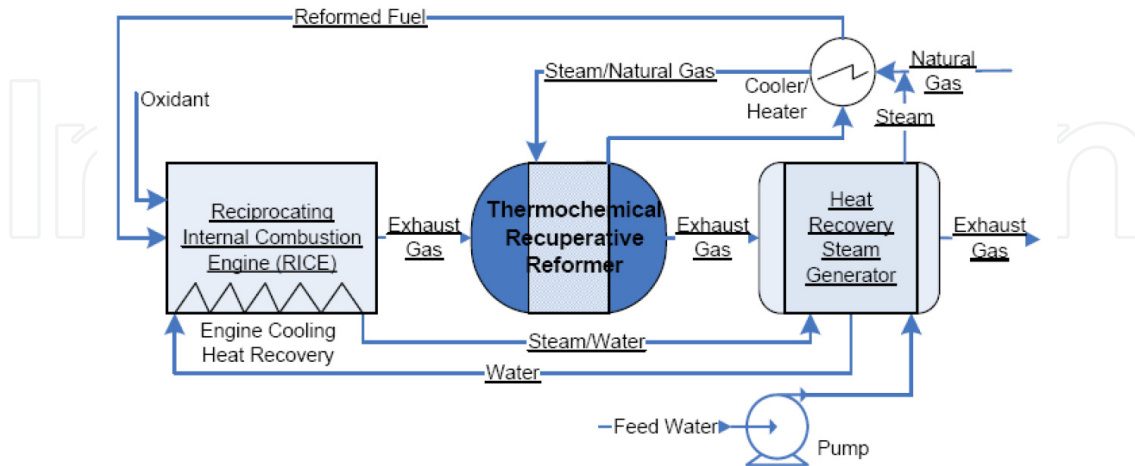 Reformed Fuel
Steam/Natural Gas
Natural
Gas
Cooler/
Heater
Steam
Oxidant
Reciprocating
Internal Combustion
Engine (RICE)
Exhaust
Gas
Thermochemical
Recuperative
Reformer
Exhaust
Gas
Heat
Recovery
Steam
Generator
Exhaust
Gas
Engine Cooling
Heat Recovery
Steam/Water
Water
Feed Water
Pump